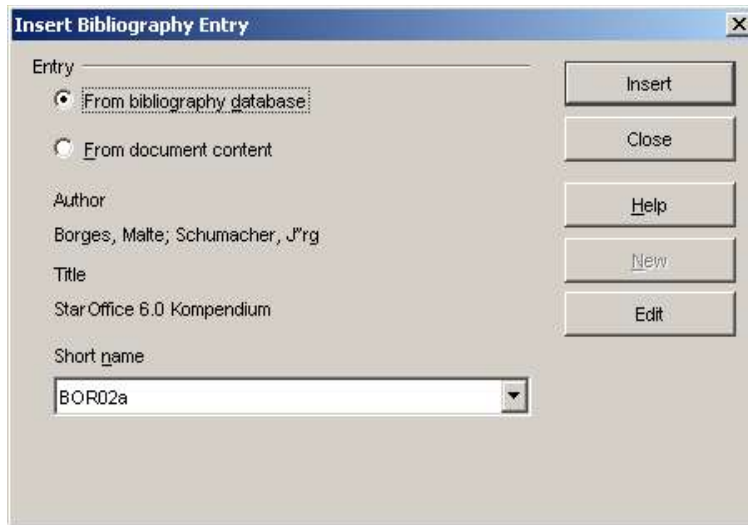 Insert Bibliography Entry
Entry
From bibliography database
From document content
Author
Borges, Malte; Schumacher, J"rg
Title
StarOffice 6.0 Kompendium
Short name
BOR02a
Insert
Close
Help
New
Edit